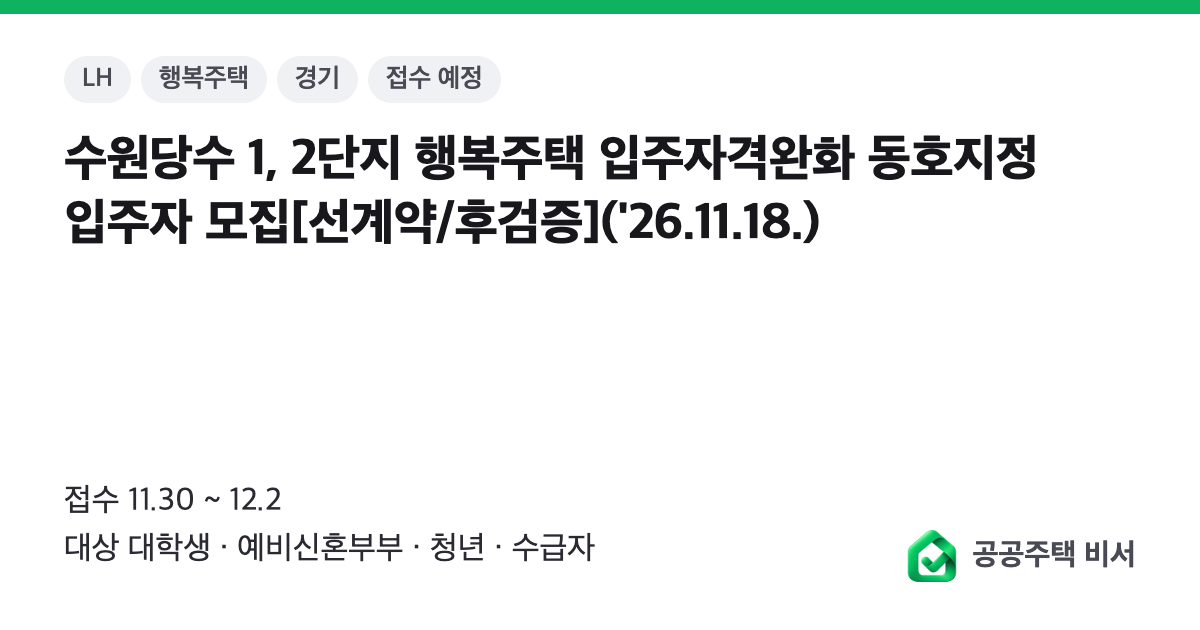 LH 행복주택 경기 접수 예정
수원당수 1, 2단지 행복주택 입주자격완화 동호지정
입주자 모집[선계약/후검증]('26.11.18.)
접수 11.30 ~ 12.2
대상 대학생 · 예비신혼부부 · 청년 · 수급자
공공주택 비서